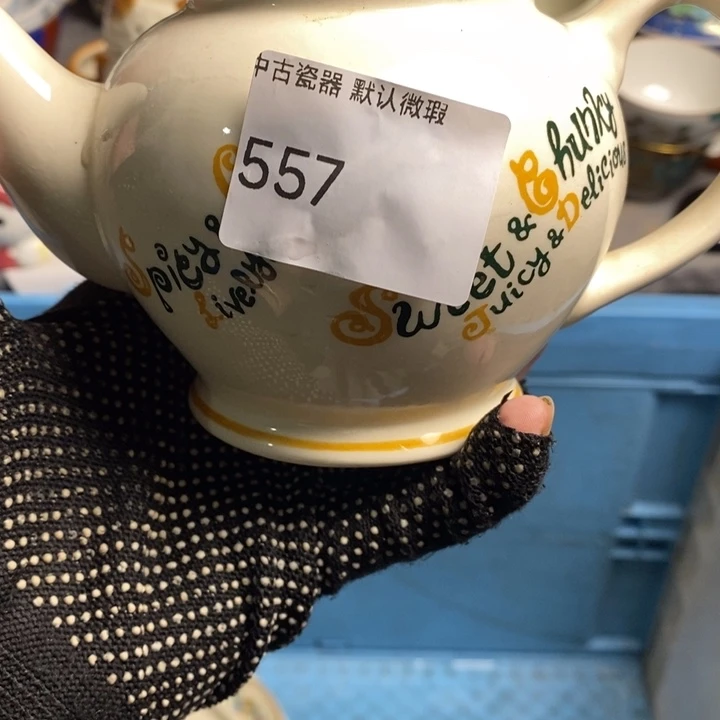 中古瓷器 默认微瑕
557
Chunky
Spicy &
Sweet &
Delicious
Lively
Juicy &